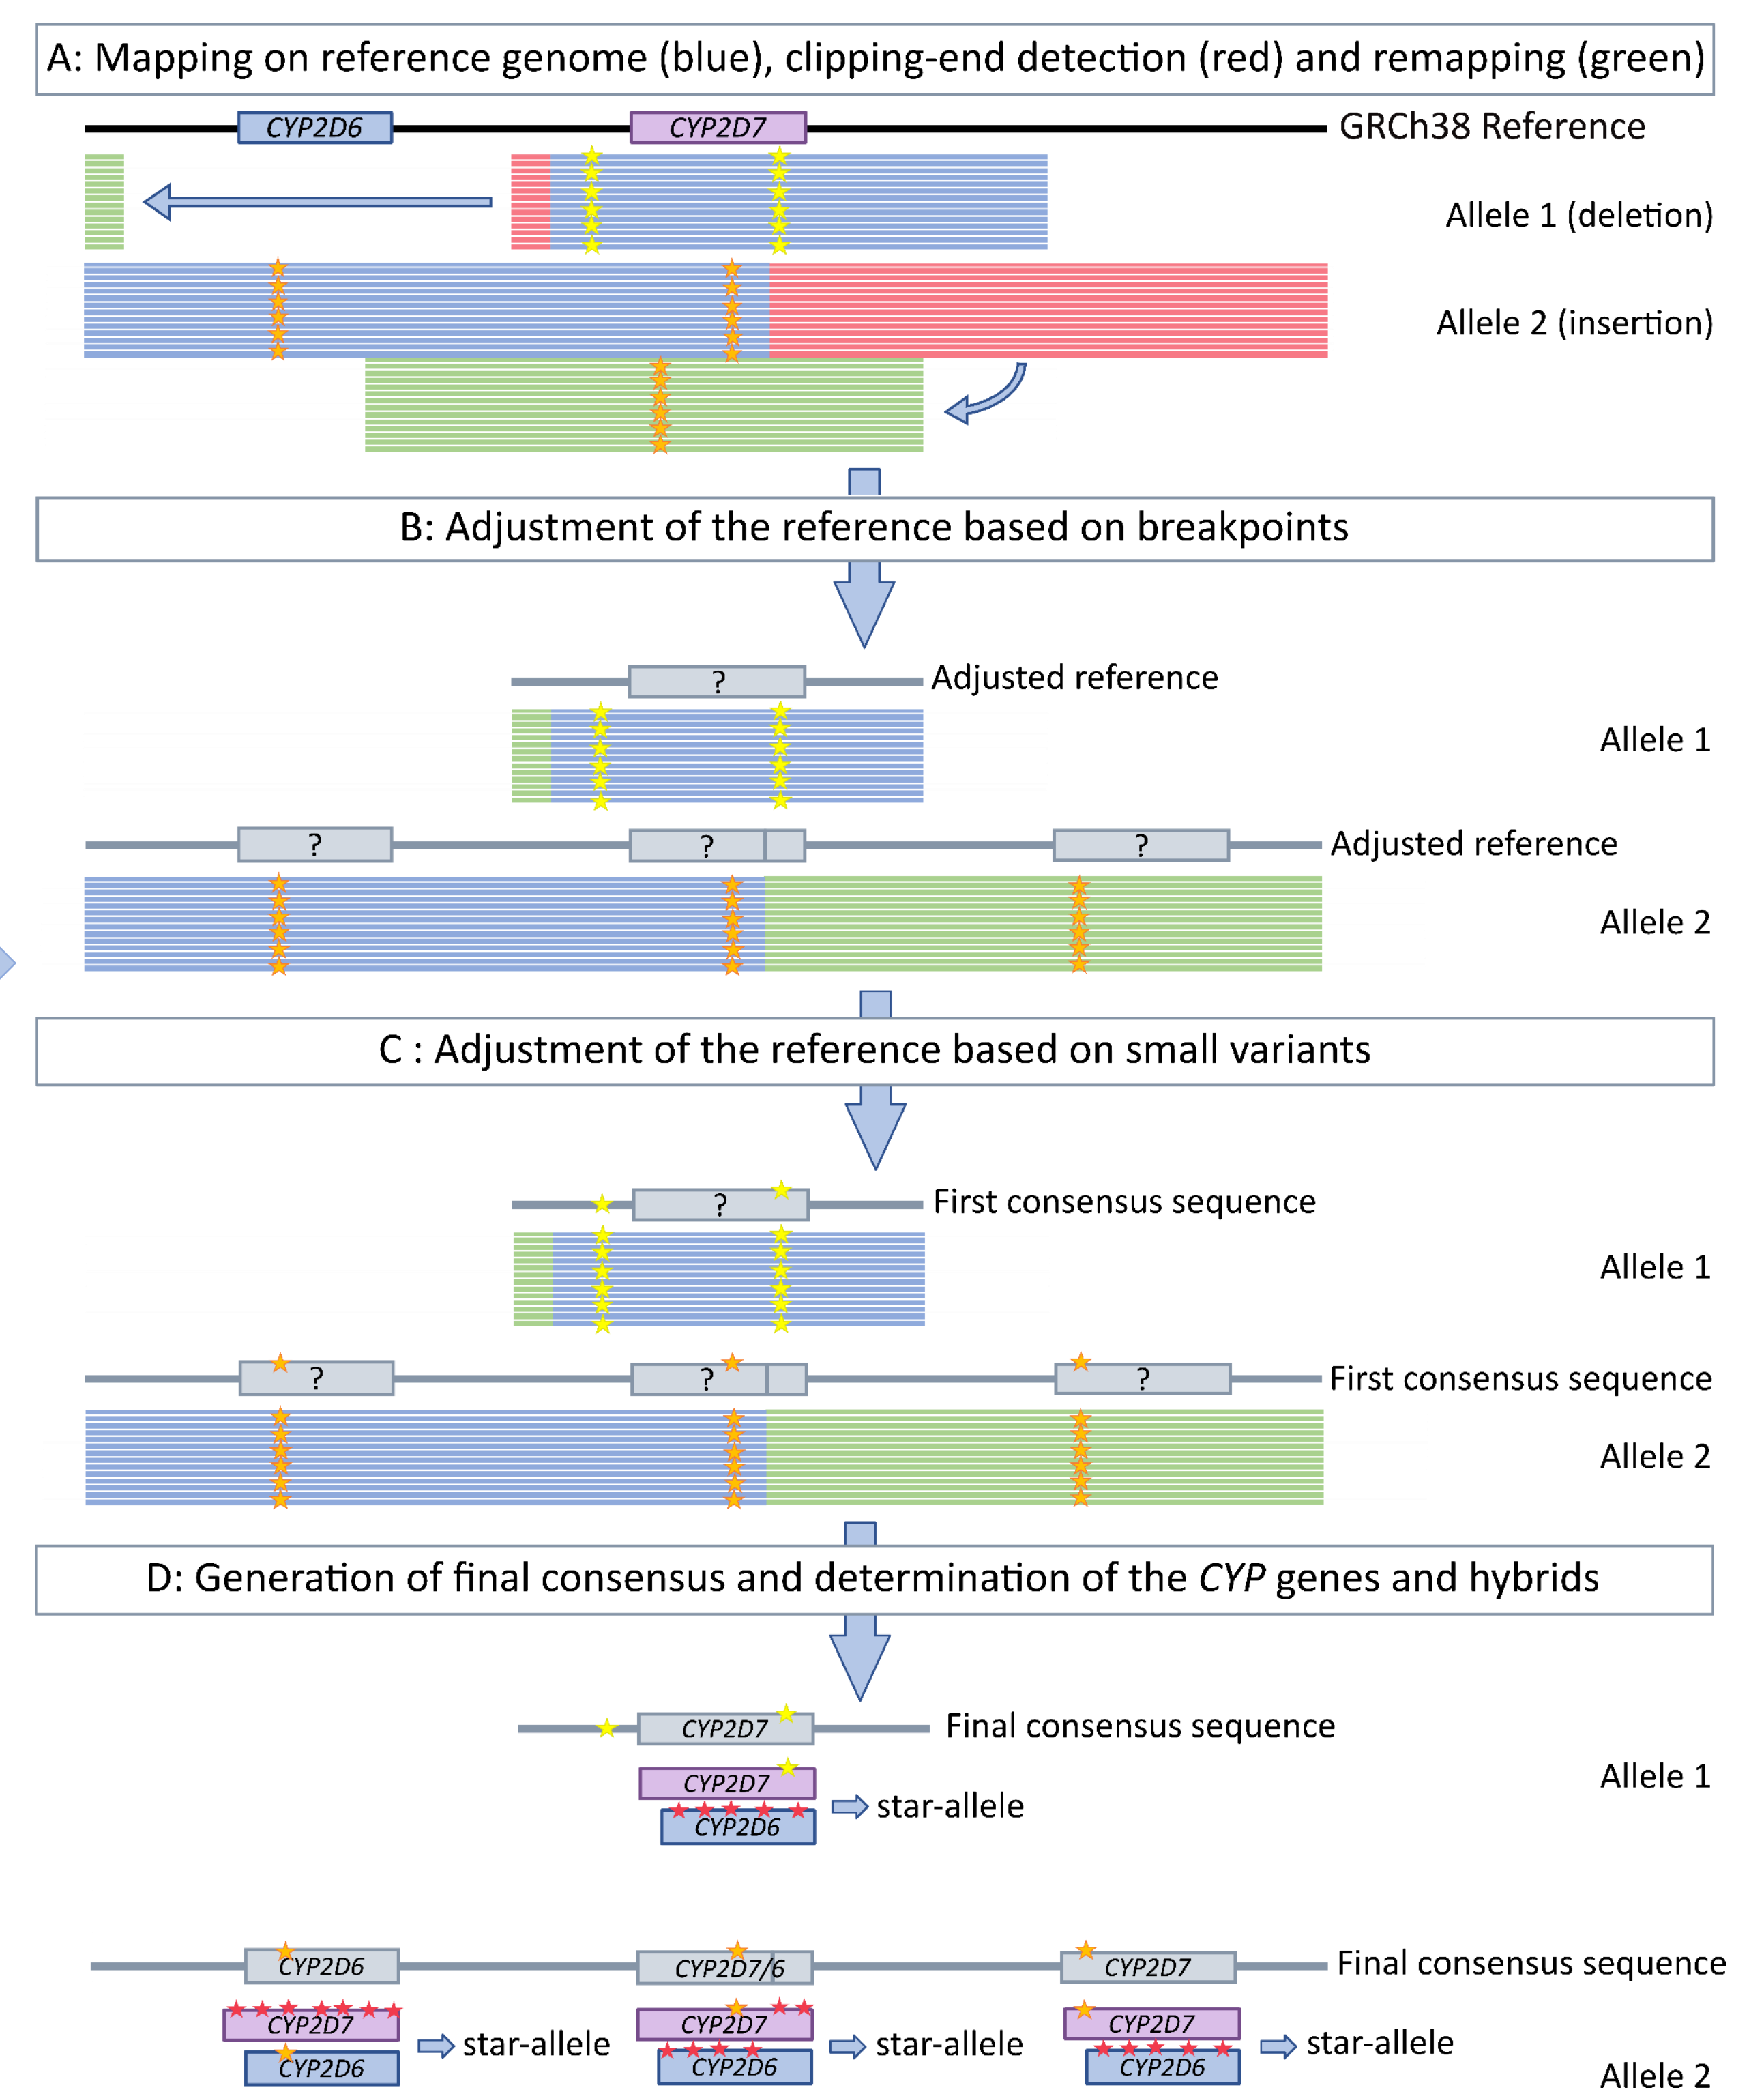 A: Mapping on reference genome (blue), clipping-end detection (red) and remapping (green)
CYP2D6 CYP2D7 GRCh38 Reference
Allele 1 (deletion)
Allele 2 (insertion)
B: Adjustment of the reference based on breakpoints
? Adjusted reference
Allele 1
? ? ? Adjusted reference
Allele 2
C : Adjustment of the reference based on small variants
? First consensus sequence
Allele 1
? ? ? First consensus sequence
Allele 2
D: Generation of final consensus and determination of the CYP genes and hybrids
CYP2D7 Final consensus sequence
CYP2D7 Allele 1
star-allele
CYP2D6
CYP2D6 CYP2D7/6 CYP2D7 Final consensus sequence
CYP2D7 CYP2D7 CYP2D7
star-allele star-allele star-allele
CYP2D6 CYP2D6 CYP2D6
Allele 2